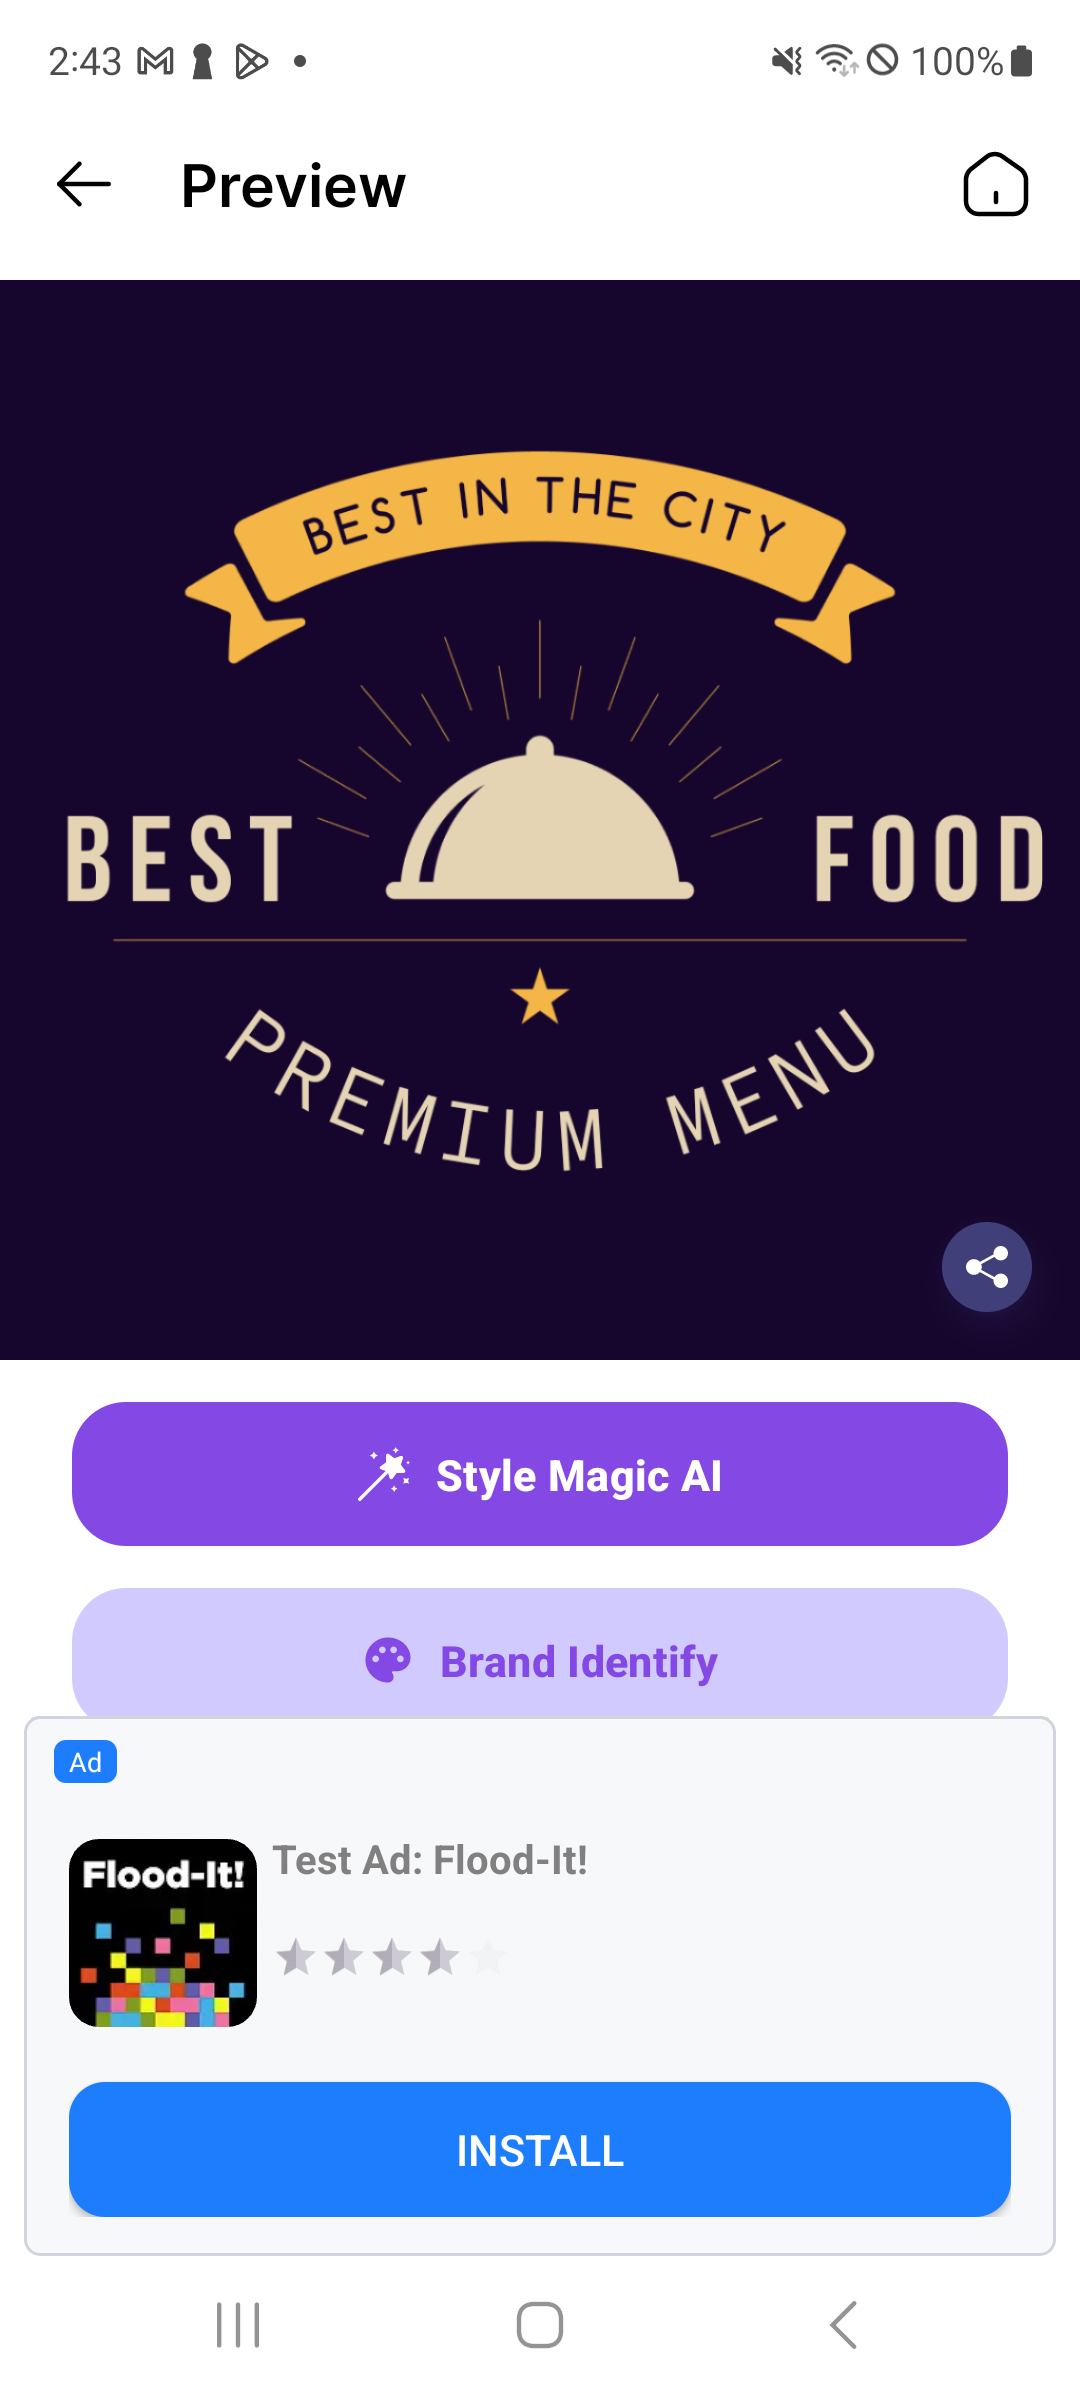 2:43
100%
Preview
BEST IN THE CITY
BEST FOOD
PREMIUM MENU
Style Magic AI
Brand Identify
Ad
Flood-It!
Test Ad: Flood-It!
INSTALL